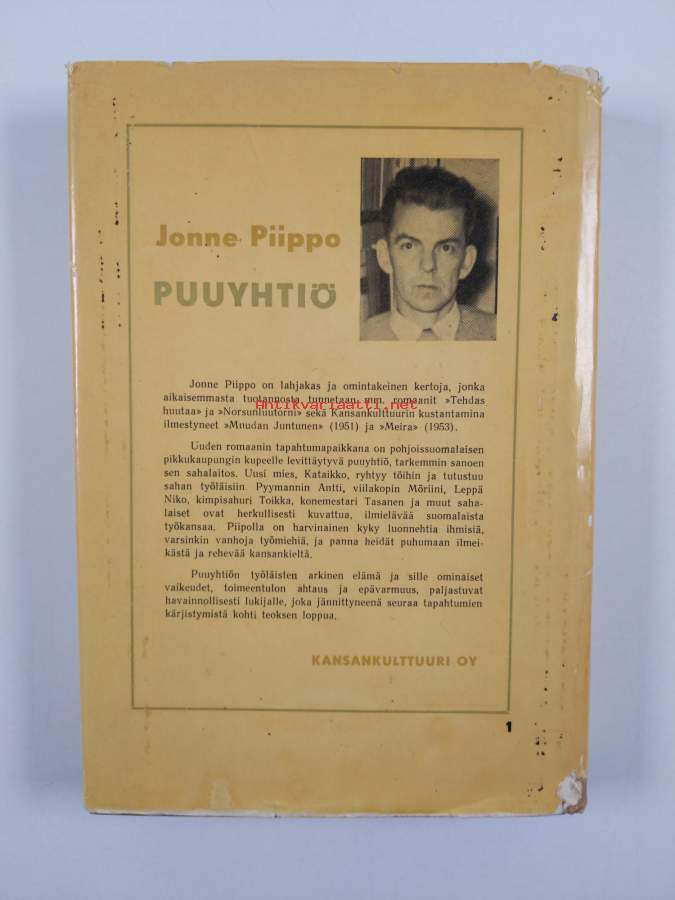 Jonne Piippo
PUUYHTIÖ
Jonne Piippo on lahjakas ja omintakeinen kertoja, jonka
aikaisemmasta tuotannosta tunnetaan mm. romaanit »Tehdas
Antikvariaatti.net
huutaa» ja »Norsunluutorni» sekä Kansankulttuurin kustantamina
ilmestyneet »Muudan Juntunen» (1951) ja »Meira» (1953).
Uuden romaanin tapahtumapaikkana on pohjoissuomalaisen
pikkukaupungin kupeelle levittäytyvä puuyhtiö, tarkemmin sanoen
sen sahalaitos. Uusi mies, Kataikko, ryhtyy töihin ja tutustuu
sahan työläisiin. Pyymannin Antti, viilakopin Möriini, Leppä
Niko, kimpisahuri Toikka, konemestari Tasanen ja muut saha-
laiset ovat herkullisesti kuvattua, ilmielävää suomalaista
työkansaa. Piipolla on harvinainen kyky luonnehtia ihmisiä,
varsinkin vanhoja työmiehiä, ja panna heidät puhumaan ilmei-
kästä ja rehevää kansankieltä.
Puuyhtiön työläisten arkinen elämä ja sille ominaiset
vaikeudet, toimeentulon ahtaus ja epävarmuus, paljastuvat
havainnollisesti lukijalle, joka jännittyneenä seuraa tapahtumien
kärjistymistä kohti teoksen loppua.
KANSANKULTTUURI OY
1